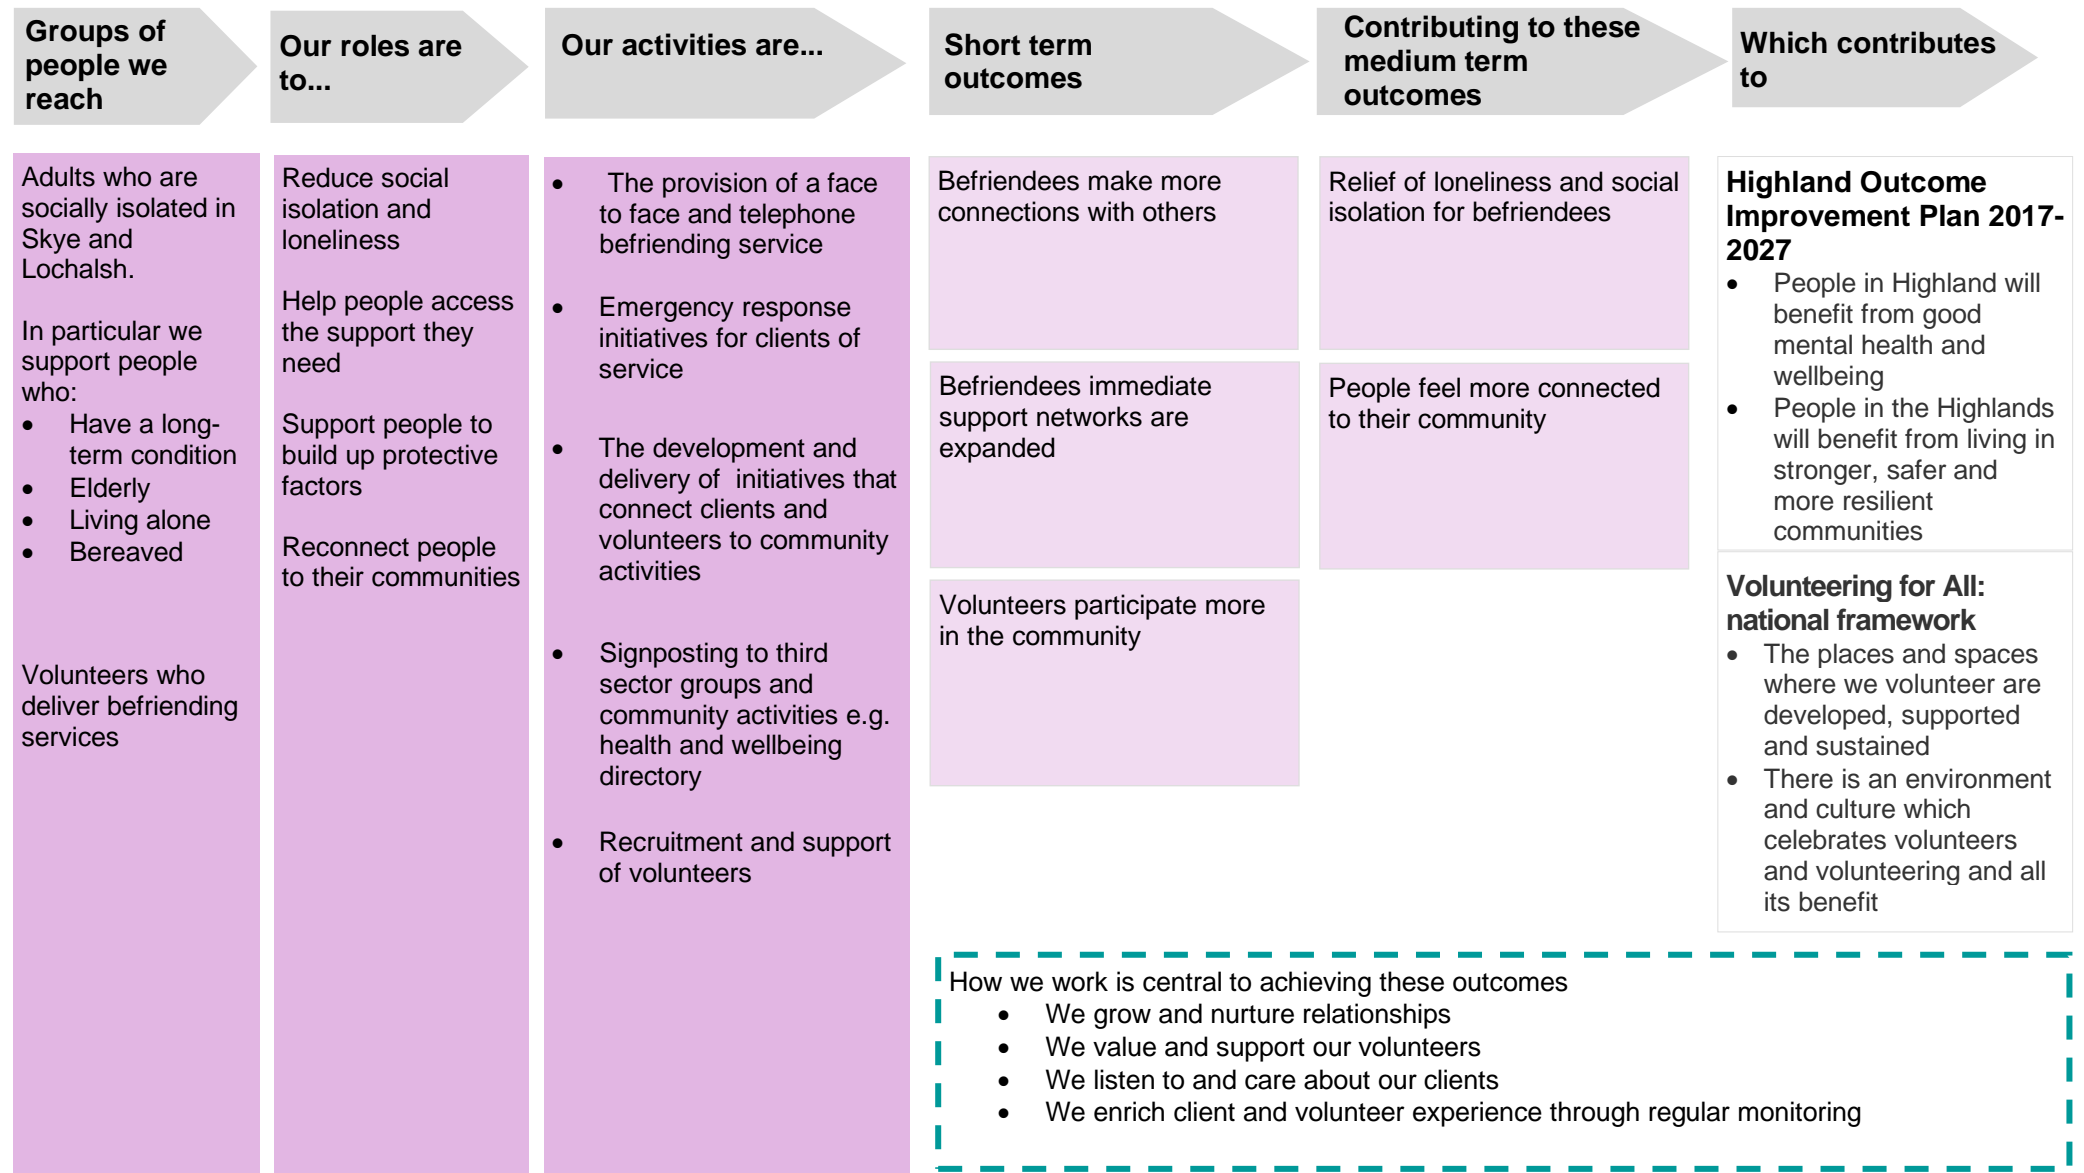 Groups of
people we
reach
Our roles are
to...
Our activities are...
Short term
outcomes
Contributing to these
medium term
outcomes
Which contributes
to
Adults who are
socially isolated in
Skye and
Lochalsh.
In particular we
support people
who:
• Have a long-
term condition
• Elderly
• Living alone
• Bereaved
Volunteers who
deliver befriending
services
Reduce social
isolation and
loneliness
Help people access
the support they
need
Support people to
build up protective
factors
Reconnect people
to their communities
• The provision of a face
to face and telephone
befriending service
• Emergency response
initiatives for clients of
service
• The development and
delivery of  initiatives that
connect clients and
volunteers to community
activities
• Signposting to third
sector groups and
community activities e.g.
health and wellbeing
directory
• Recruitment and support
of volunteers
Befriendees make more
connections with others
Befriendees immediate
support networks are
expanded
Volunteers participate more
in the community
Relief of loneliness and social
isolation for befriendees
People feel more connected
to their community
Highland Outcome
Improvement Plan 2017-
2027
• People in Highland will
benefit from good
mental health and
wellbeing
• People in the Highlands
will benefit from living in
stronger, safer and
more resilient
communities
Volunteering for All:
national framework
• The places and spaces
where we volunteer are
developed, supported
and sustained
• There is an environment
and culture which
celebrates volunteers
and volunteering and all
its benefit
How we work is central to achieving these outcomes
• We grow and nurture relationships
• We value and support our volunteers
• We listen to and care about our clients
• We enrich client and volunteer experience through regular monitoring